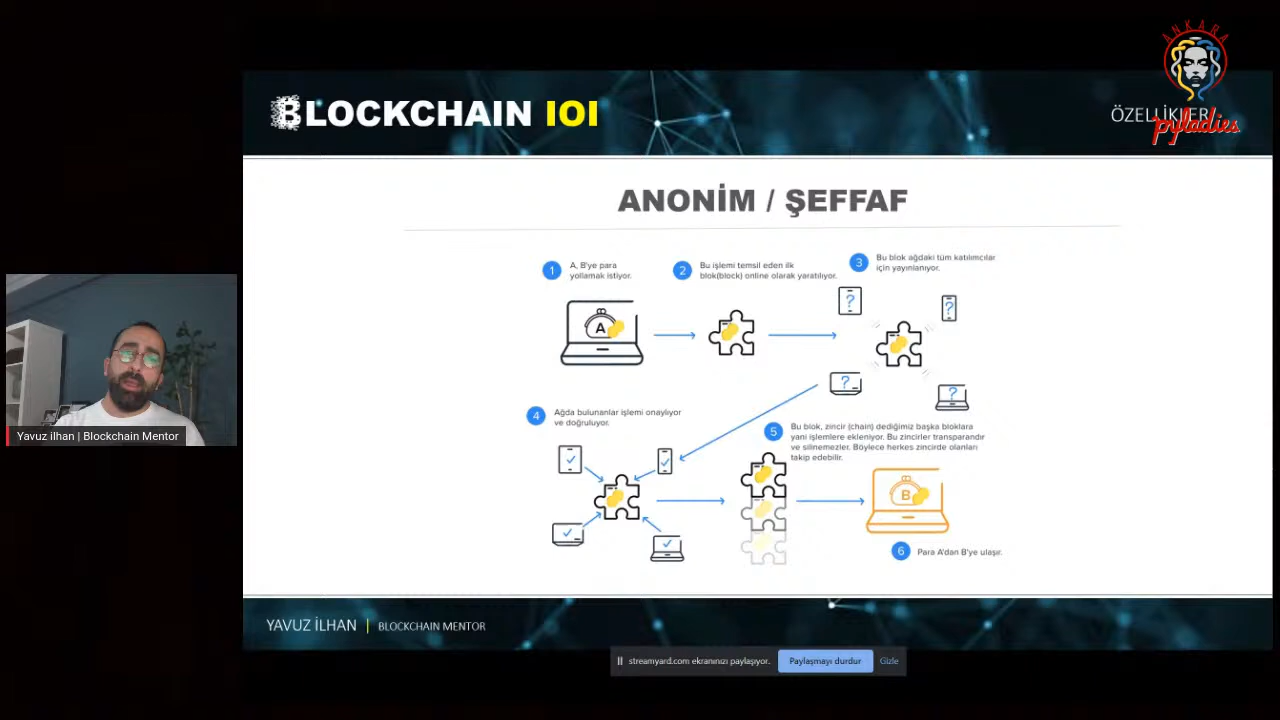 ANKARA
pyladies
BLOCKCHAIN 101
ÖZELLİKLER
ANONİM / ŞEFFAF
1
A, B'ye para
yollamak istiyor.
2
Bu işlemi temsil eden ilk
blok(block) online olarak yaratılıyor.
3
Bu blok ağdaki tüm katılımcılar
için yayınlanıyor.
A
?
?
?
?
4
Ağda bulunanlar işlemi onaylıyor
ve doğruluyor.
5
Bu blok, zincir (chain) dediğimiz başka bloklara
yani işlemlere ekleniyor. Bu zincirler transparandır
ve silinemezler. Böylece herkes zincirde olanları
takip edebilir.
B
6
Para A'dan B'ye ulaşır.
Yavuz ilhan | Blockchain Mentor
YAVUZ İLHAN | BLOCKCHAIN MENTOR
streamyard.com ekranınızı paylaşıyor.
Paylaşmayı durdur
Gizle